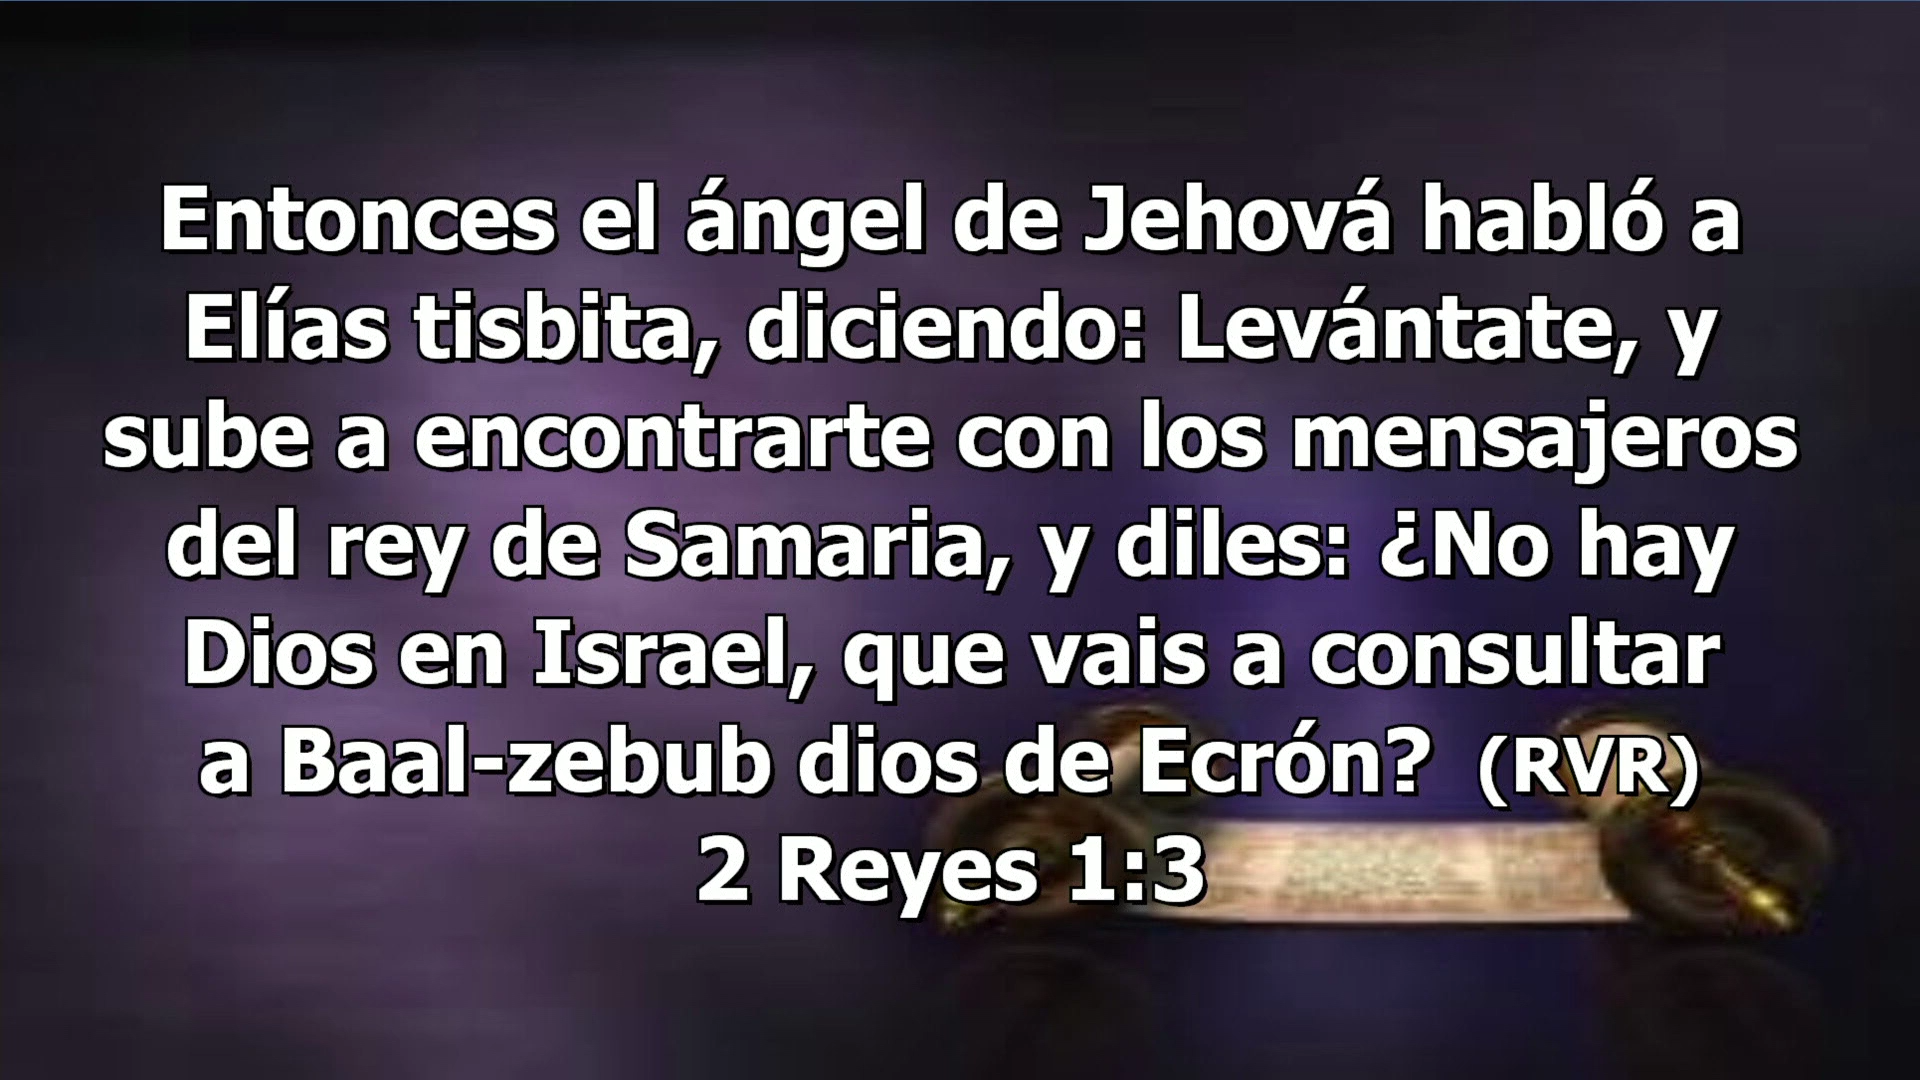 Entonces el ángel de Jehová habló a
Elías tisbita, diciendo: Levántate, y
sube a encontrarte con los mensajeros
del rey de Samaria, y diles: ¿No hay
Dios en Israel, que vais a consultar
a Baal-zebub dios de Ecrón? (RVR)
2 Reyes 1:3